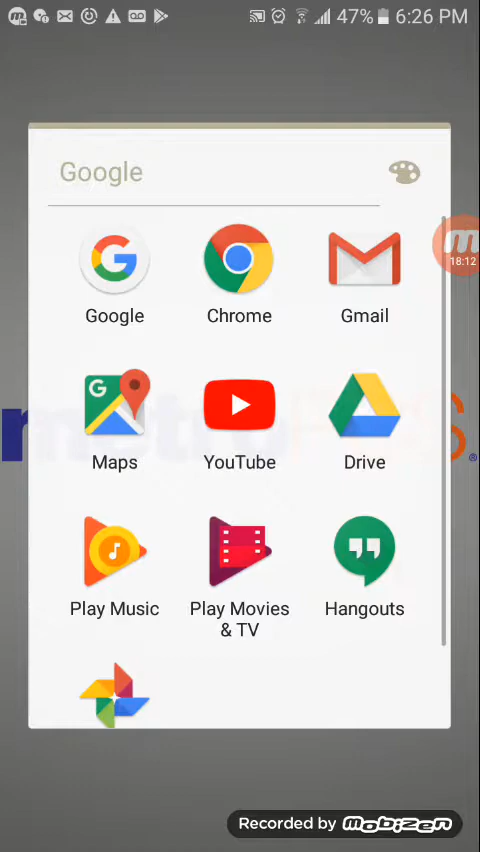 47% 6:26 PM
Google
Google Chrome Gmail
18:12
Maps YouTube Drive
Play Music Play Movies & TV Hangouts
Recorded by mobizen